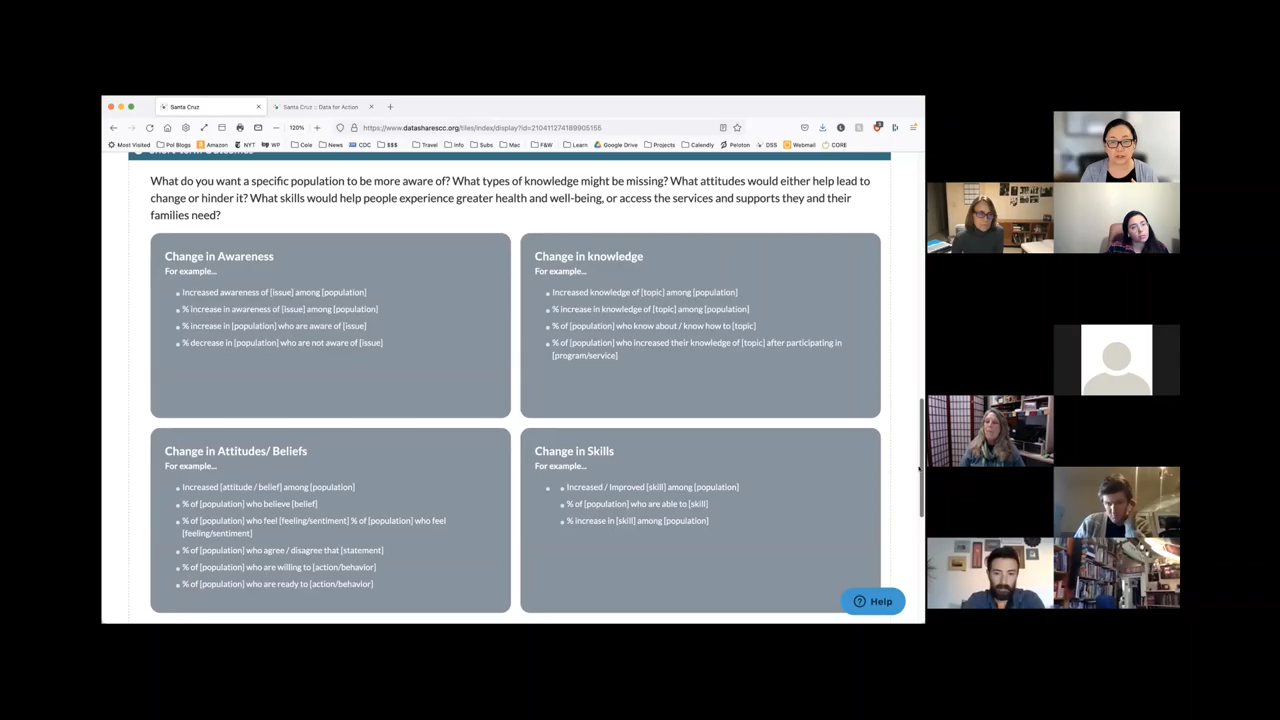 Santa Cruz
Santa Cruz :: Data for Action
120%
https://www.datasharescc.org/tiles/index/display?id=210411274189905155
Most Visited Pol Blogs Amazon NYT WP Cole News CDC $$$ Travel Info Subs Mac F&W Learn Google Drive Projects Calendly Peloton DSS Webmail CORE
What do you want a specific population to be more aware of? What types of knowledge might be missing? What attitudes would either help lead to
change or hinder it? What skills would help people experience greater health and well-being, or access the services and supports they and their
families need?
Change in Awareness
For example...
Increased awareness of [issue] among [population]
% increase in awareness of [issue] among [population]
% increase in [population] who are aware of [issue]
% decrease in [population] who are not aware of [issue]
Change in knowledge
For example...
Increased knowledge of [topic] among [population]
% increase in knowledge of [topic] among [population]
% of [population] who know about / know how to [topic]
% of [population] who increased their knowledge of [topic] after participating in
[program/service]
Change in Attitudes/ Beliefs
For example...
Increased [attitude / belief] among [population]
% of [population] who believe [belief]
% of [population] who feel [feeling/sentiment] % of [population] who feel
[feeling/sentiment]
% of [population] who agree / disagree that [statement]
% of [population] who are willing to [action/behavior]
% of [population] who are ready to [action/behavior]
Change in Skills
For example...
Increased / Improved [skill] among [population]
% of [population] who are able to [skill]
% increase in [skill] among [population]
Help